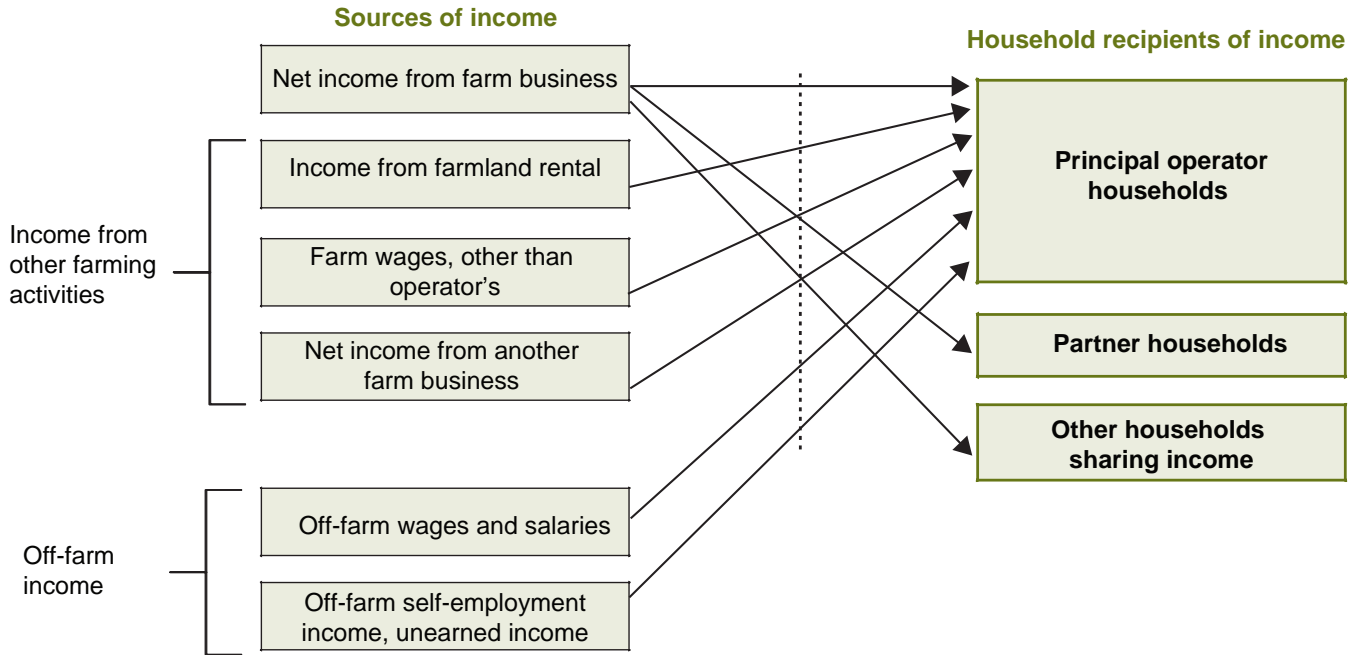 Sources of income
Household recipients of income
Net income from farm business
Income from farmland rental
Farm wages, other than
operator's
Net income from another
farm business
Income from
other farming
activities
Off-farm wages and salaries
Off-farm self-employment
income, unearned income
Off-farm
income
Principal operator
households
Partner households
Other households
sharing income